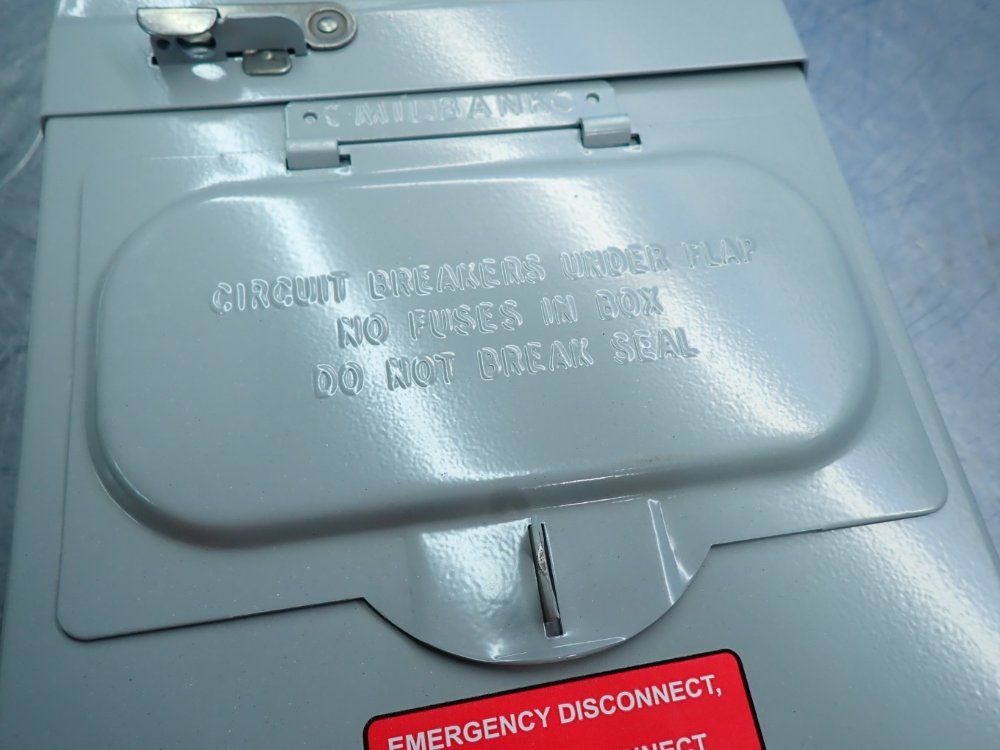 MILBANK
CIRCUIT BREAKERS UNDER FLAP
NO FUSES IN BOX
DO NOT BREAK SEAL
EMERGENCY DISCONNECT,